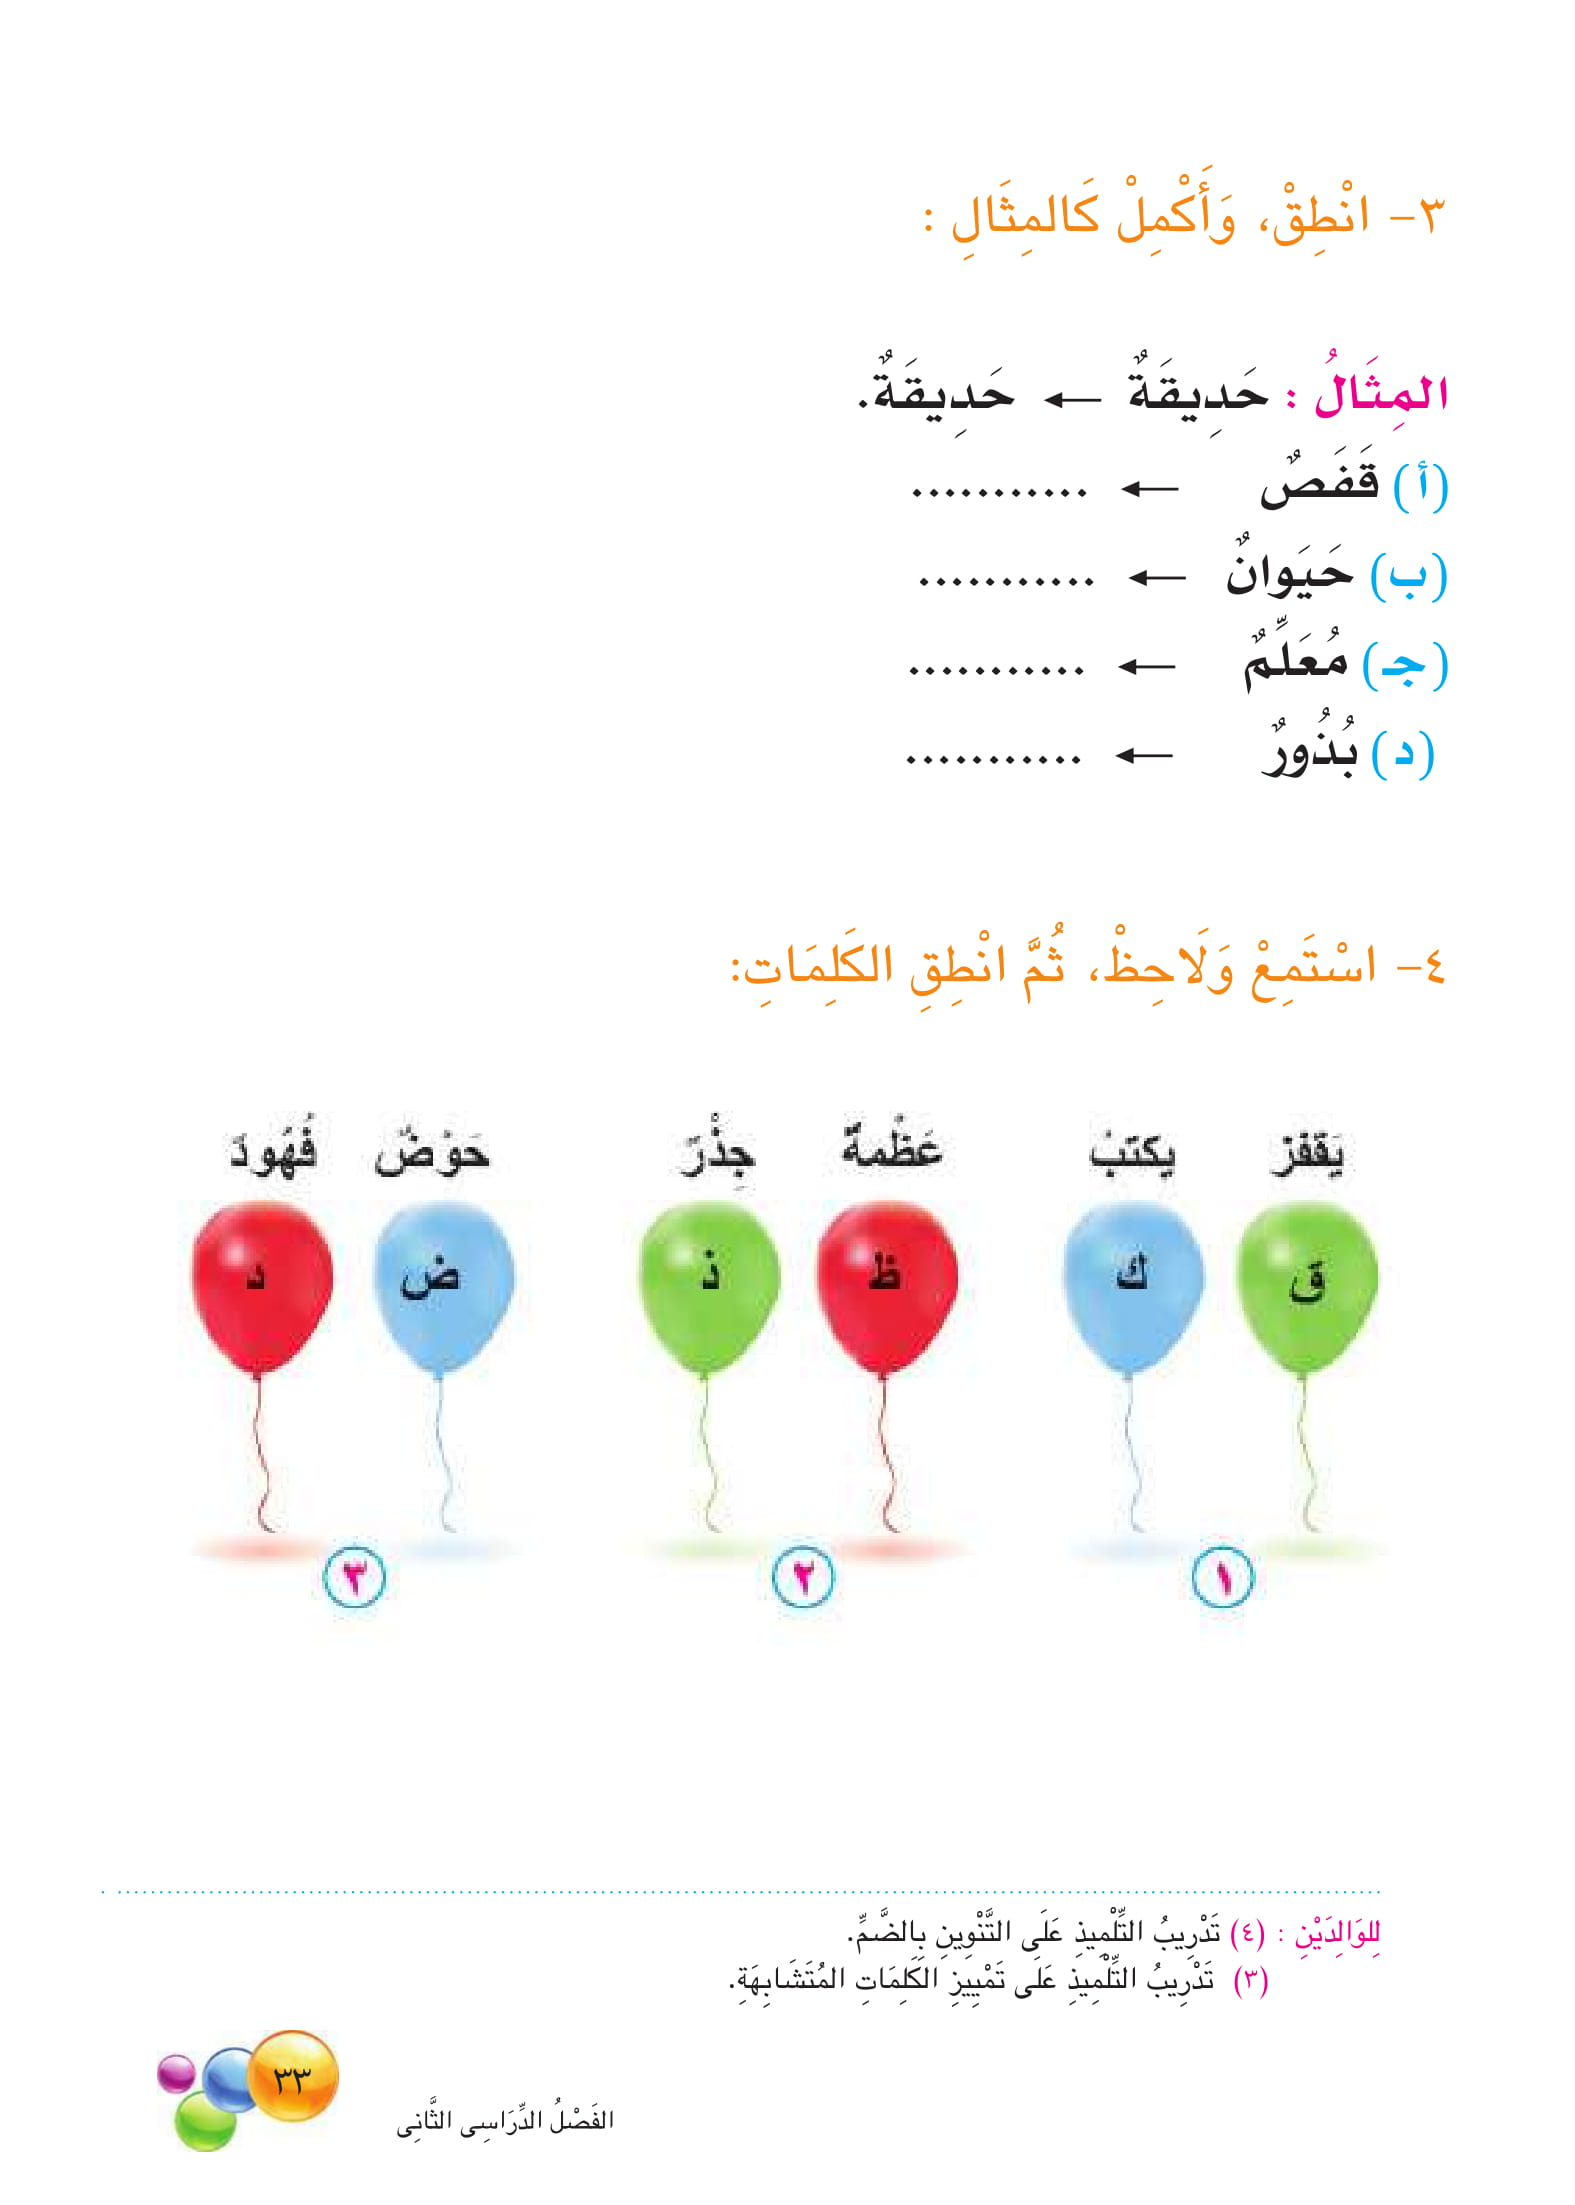 ٣- انْطِقْ، وَأَكْمِلْ كَالمِثَالِ :
المِثَالُ : حَدِيقَةٌ ← حَدِيقَةٌ.
(أ) قَفَصٌ ← ...........
(ب) حَيَوانٌ ← ...........
(جـ) مُعَلِّمٌ ← ...........
(د) بُذُورٌ ← ...........
٤- اسْتَمِعْ وَلَاحِظْ، ثُمَّ انْطِقِ الكَلِمَاتِ:
يَقفزُ يكتبُ عَظْمةٌ جِذْرٌ حَوْضٌ فُهُودٌ
ق ك ظ ذ ض د
١ ٢ ٣
لِلوَالِدَيْنِ : (٤) تَدْرِيبُ التِّلْمِيذِ عَلَى التَّنْوِينِ بِالضَّمِّ.
(٣) تَدْرِيبُ التِّلْمِيذِ عَلَى تَمْيِيزِ الكَلِمَاتِ المُتَشَابِهَةِ.
الفَصْلُ الدِّرَاسِى الثَّانِى
٣٣